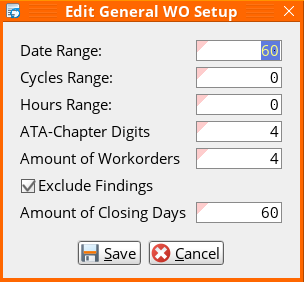 Edit General WO Setup
Date Range: 60
Cycles Range: 0
Hours Range: 0
ATA-Chapter Digits 4
Amount of Workorders 4
Exclude Findings
Amount of Closing Days 60
Save Cancel